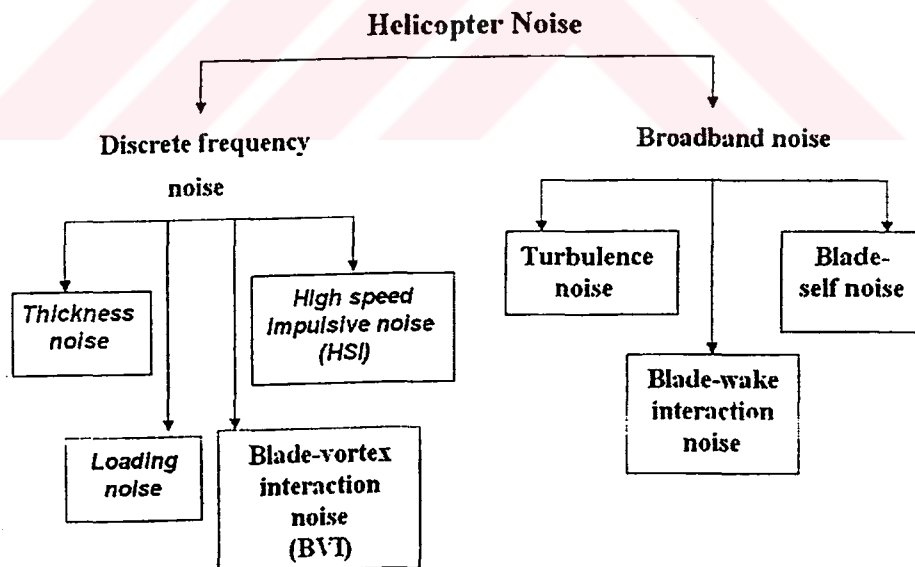 Helicopter Noise
Discrete frequency
noise
Broadband noise
Thickness
noise
Loading
noise
Blade-vortex
interaction
noise
(BVI)
High speed
impulsive noise
(HSI)
Turbulence
noise
Blade-wake
interaction
noise
Blade-
self noise